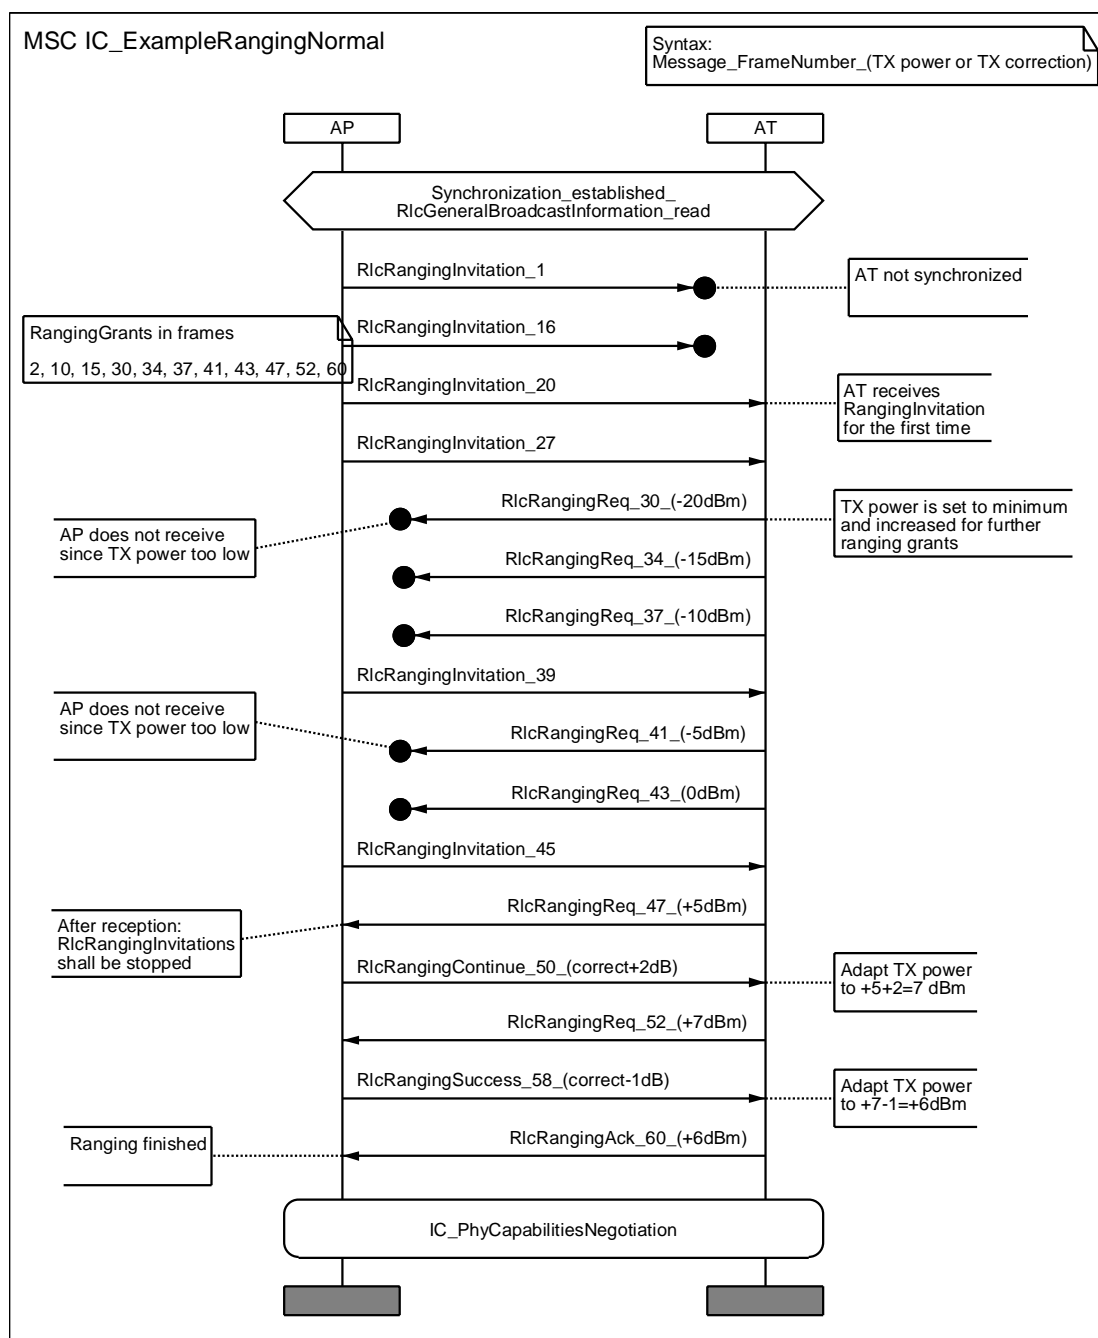 MSC IC_ExampleRangingNormal
Syntax:
Message_FrameNumber_(TX power or TX correction)
AP
AT
Synchronization_established_
RlcGeneralBroadcastInformation_read
RlcRangingInvitation_1
AT not synchronized
RangingGrants in frames
2, 10, 15, 30, 34, 37, 41, 43, 47, 52, 60
RlcRangingInvitation_16
RlcRangingInvitation_20
AT receives
RangingInvitation
for the first time
RlcRangingInvitation_27
RlcRangingReq_30_(-20dBm)
TX power is set to minimum
and increased for further
ranging grants
AP does not receive
since TX power too low
RlcRangingReq_34_(-15dBm)
RlcRangingReq_37_(-10dBm)
RlcRangingInvitation_39
AP does not receive
since TX power too low
RlcRangingReq_41_(-5dBm)
RlcRangingReq_43_(0dBm)
RlcRangingInvitation_45
RlcRangingReq_47_(+5dBm)
After reception:
RlcRangingInvitations
shall be stopped
RlcRangingContinue_50_(correct+2dB)
Adapt TX power
to +5+2=7 dBm
RlcRangingReq_52_(+7dBm)
RlcRangingSuccess_58_(correct-1dB)
Adapt TX power
to +7-1=+6dBm
Ranging finished
RlcRangingAck_60_(+6dBm)
IC_PhyCapabilitiesNegotiation